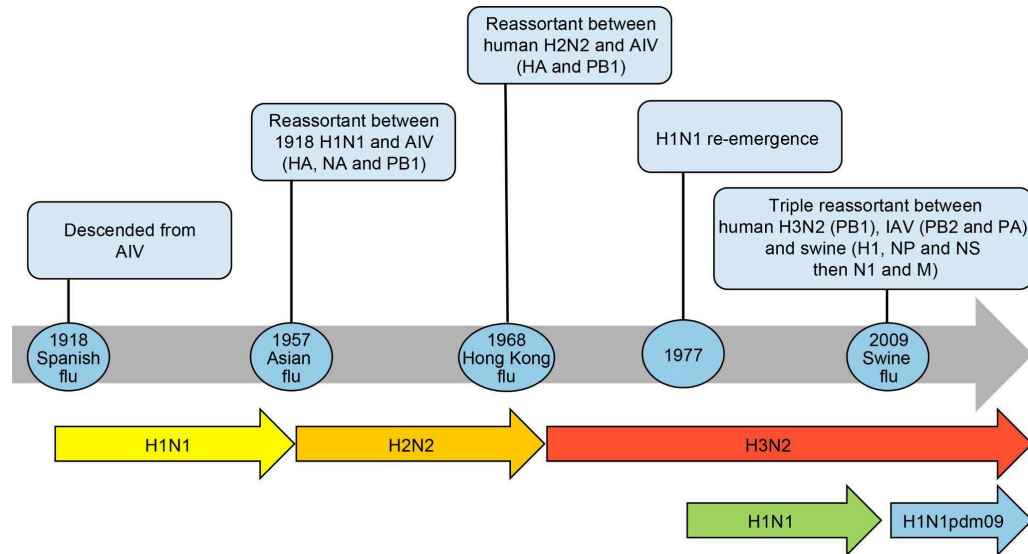 Reassortant between
human H2N2 and AIV
(HA and PB1)
Reassortant between
1918 H1N1 and AIV
(HA, NA and PB1)
H1N1 re-emergence
Descended from
AIV
Triple reassortant between
human H3N2 (PB1), IAV (PB2 and PA)
and swine (H1, NP and NS
then N1 and M)
1918
Spanish
flu
1957
Asian
flu
1968
Hong Kong
flu
1977
2009
Swine
flu
H1N1
H2N2
H3N2
H1N1
H1N1pdm09